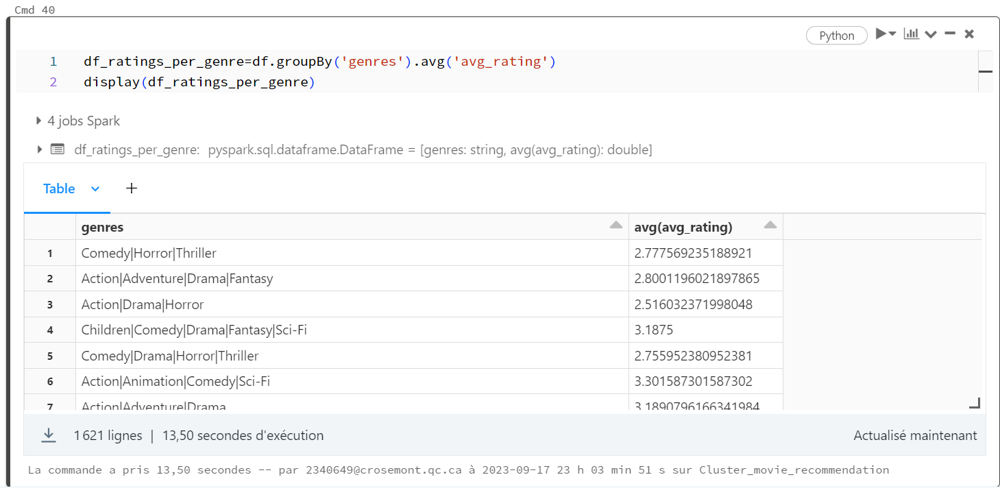 Cmd 40
Python
1 df_ratings_per_genre=df.groupBy('genres').avg('avg_rating')
2 display(df_ratings_per_genre)
4 jobs Spark
df_ratings_per_genre: pyspark.sql.dataframe.DataFrame = [genres: string, avg(avg_rating): double]
Table +
genres avg(avg_rating)
1 Comedy|Horror|Thriller 2.777569235188921
2 Action|Adventure|Drama|Fantasy 2.8001196021897865
3 Action|Drama|Horror 2.516032371998048
4 Children|Comedy|Drama|Fantasy|Sci-Fi 3.1875
5 Comedy|Drama|Horror|Thriller 2.755952380952381
6 Action|Animation|Comedy|Sci-Fi 3.301587301587302
7 Action|Adventure|Drama 3.1890796166341984
1 621 lignes | 13,50 secondes d'exécution Actualisé maintenant
La commande a pris 13,50 secondes -- par 2340649@crosemont.qc.ca à 2023-09-17 23 h 03 min 51 s sur Cluster_movie_recommendation